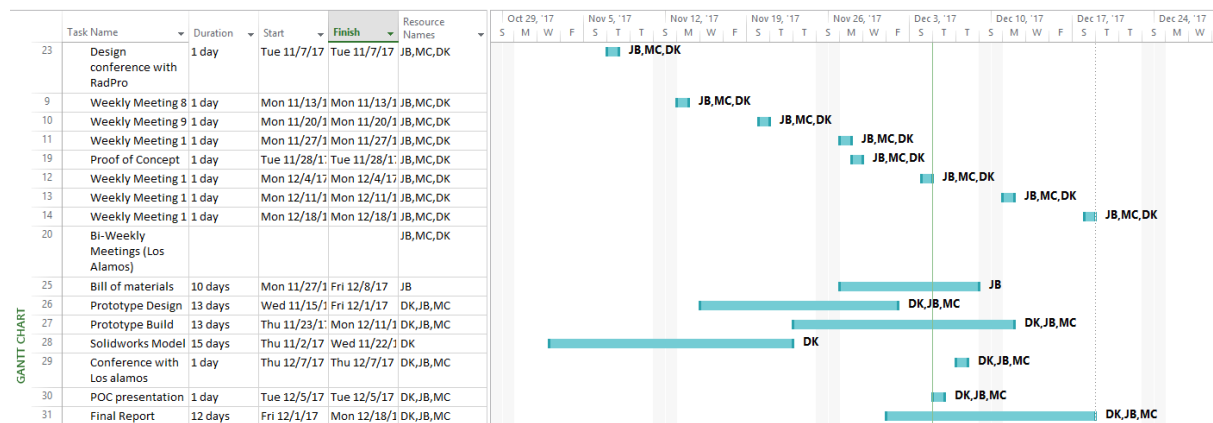 Oct 29, '17 Nov 5, '17 Nov 12, '17 Nov 19, '17 Nov 26, '17 Dec 3, '17 Dec 10, '17 Dec 17, '17 Dec 24, '17
Task Name Duration Start Finish Resource Names
S M W F S T T S M W F S T T S M W F S T T S M W F S T T S M W
23 Design conference with RadPro 1 day Tue 11/7/17 Tue 11/7/17 JB,MC,DK JB,MC,DK
9 Weekly Meeting 8 1 day Mon 11/13/1 Mon 11/13/1 JB,MC,DK JB,MC,DK
10 Weekly Meeting 9 1 day Mon 11/20/1 Mon 11/20/1 JB,MC,DK JB,MC,DK
11 Weekly Meeting 1 1 day Mon 11/27/1 Mon 11/27/1 JB,MC,DK JB,MC,DK
19 Proof of Concept 1 day Tue 11/28/1 Tue 11/28/1 JB,MC,DK JB,MC,DK
12 Weekly Meeting 1 1 day Mon 12/4/17 Mon 12/4/17 JB,MC,DK JB,MC,DK
13 Weekly Meeting 1 1 day Mon 12/11/1 Mon 12/11/1 JB,MC,DK JB,MC,DK
14 Weekly Meeting 1 1 day Mon 12/18/1 Mon 12/18/1 JB,MC,DK JB,MC,DK
20 Bi-Weekly Meetings (Los Alamos) JB,MC,DK
25 Bill of materials 10 days Mon 11/27/1 Fri 12/8/17 JB JB
26 Prototype Design 13 days Wed 11/15/1 Fri 12/1/17 DK,JB,MC DK,JB,MC
27 Prototype Build 13 days Thu 11/23/1 Mon 12/11/1 DK,JB,MC DK,JB,MC
28 Solidworks Model 15 days Thu 11/2/17 Wed 11/22/1 DK DK
29 Conference with Los alamos 1 day Thu 12/7/17 Thu 12/7/17 DK,JB,MC DK,JB,MC
30 POC presentation 1 day Tue 12/5/17 Tue 12/5/17 DK,JB,MC DK,JB,MC
31 Final Report 12 days Fri 12/1/17 Mon 12/18/1 DK,JB,MC DK,JB,MC
GANTT CHART